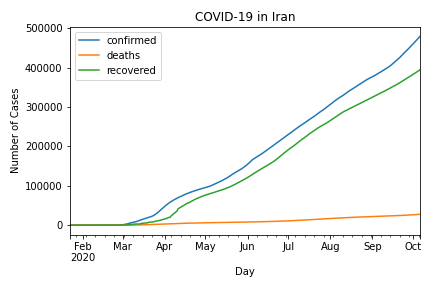 COVID-19 in Iran
500000
400000
300000
200000
100000
0
Number of Cases
confirmed
deaths
recovered
Feb Mar Apr May Jun Jul Aug Sep Oct
2020
Day